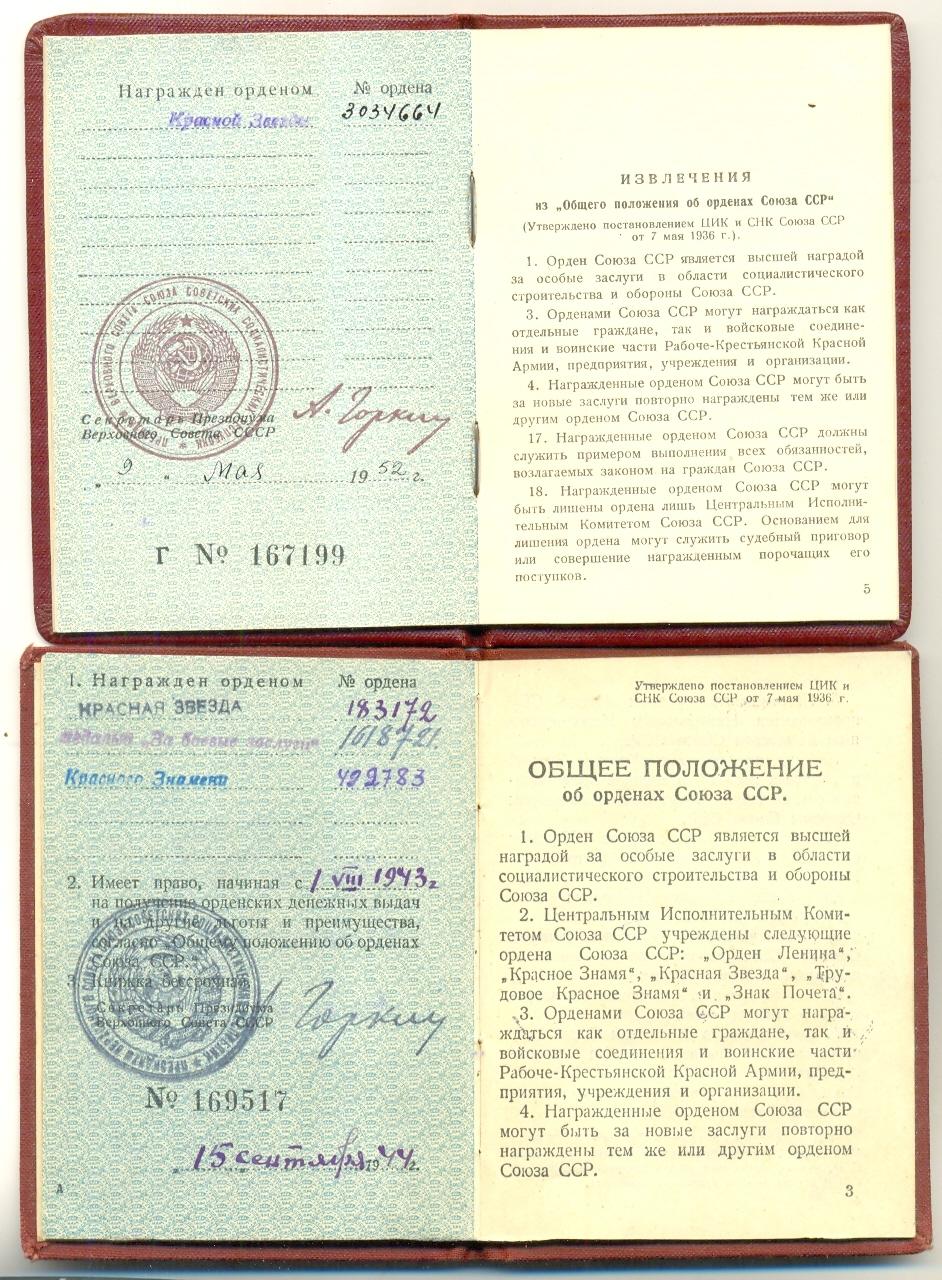 Награжден орденом № ордена
Красной Звезды 3034664
Секретарь Президиума
Верховного Совета СССР
А. Горкин
„ 9 “ Мая 1952 г.
Г № 167199
ИЗВЛЕЧЕНИЯ
из „Общего положения об орденах Союза ССР“
(Утверждено постановлением ЦИК и СНК Союза ССР
от 7 мая 1936 г.).
1. Орден Союза ССР является высшей наградой
за особые заслуги в области социалистического
строительства и обороны Союза ССР.
3. Орденами Союза ССР могут награждаться как
отдельные граждане, так и войсковые соедине-
ния и воинские части Рабоче-Крестьянской Красной
Армии, предприятия, учреждения и организации.
4. Награжденные орденом Союза ССР могут быть
за новые заслуги повторно награждены тем же или
другим орденом Союза ССР.
17. Награжденные орденом Союза ССР должны
служить примером выполнения всех обязанностей,
возлагаемых законом на граждан Союза ССР.
18. Награжденные орденом Союза ССР могут
быть лишены ордена лишь Центральным Исполни-
тельным Комитетом Союза ССР. Основанием для
лишения ордена могут служить судебный приговор
или совершение награжденным порочащих его
поступков.
5
1. Награжден орденом № ордена
КРАСНАЯ ЗВЕЗДА 183172
медалью „За боевые заслуги“ 1618721.
Красного Знамени 422783
2. Имеет право, начиная с 1 VIII 1943 г
на получение орденских денежных выдач
и на другие льготы и преимущества,
согласно „Общему положению об орденах
Союза ССР“.
3. Книжка бессрочная.
Секретарь Президиума
Верховного Совета СССР
Горкин
№ 169517
„ 15 сентября 1944 г.
А
Утверждено постановлением ЦИК и
СНК Союза ССР от 7 мая 1936 г.
ОБЩЕЕ ПОЛОЖЕНИЕ
об орденах Союза ССР.
1. Орден Союза ССР является высшей
наградой за особые заслуги в области
социалистического строительства и обороны
Союза ССР.
2. Центральным Исполнительным Коми-
тетом Союза ССР учреждены следующие
ордена Союза ССР: „Орден Ленина“,
„Красное Знамя“, „Красная Звезда“, „Тру-
довое Красное Знамя“ и „Знак Почета“.
3. Орденами Союза ССР могут награ-
ждаться как отдельные граждане, так и
войсковые соединения и воинские части
Рабоче-Крестьянской Красной Армии, пред-
приятия, учреждения и организации.
4. Награжденные орденом Союза ССР
могут быть за новые заслуги повторно
награждены тем же или другим орденом
Союза ССР.
3